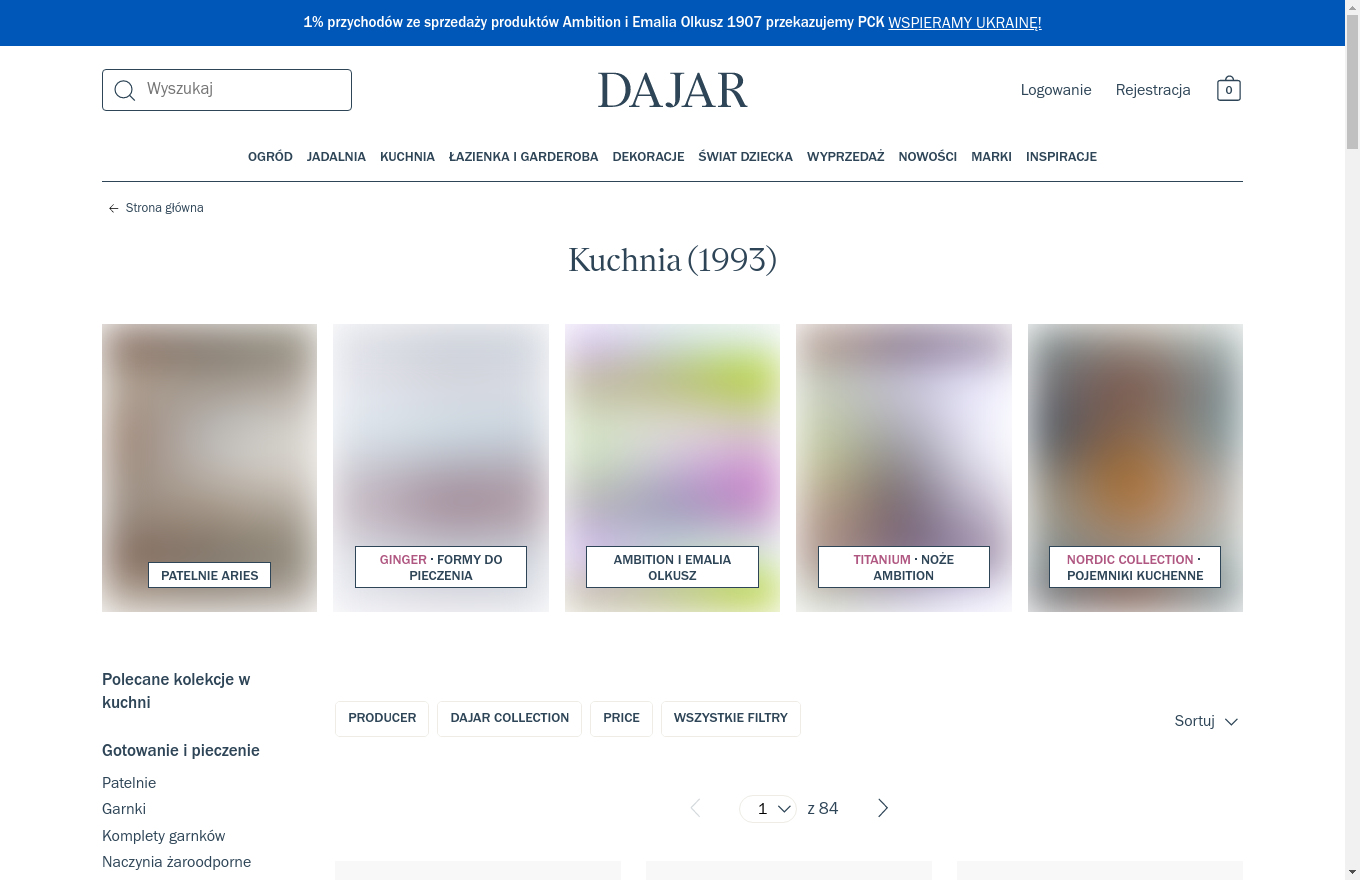 1% przychodów ze sprzedaży produktów Ambition i Emalia Olkusz 1907 przekazujemy PCK WSPIERAMY UKRAINĘ!
Wyszukaj
DAJAR
Logowanie
Rejestracja
0
OGRÓD JADALNIA KUCHNIA ŁAZIENKA I GARDEROBA DEKORACJE ŚWIAT DZIECKA WYPRZEDAŻ NOWOŚCI MARKI INSPIRACJE
Strona główna
Kuchnia (1993)
PATELNIE ARIES
GINGER · FORMY DO
PIECZENIA
AMBITION I EMALIA
OLKUSZ
TITANIUM · NOŻE
AMBITION
NORDIC COLLECTION ·
POJEMNIKI KUCHENNE
Polecane kolekcje w
kuchni
Gotowanie i pieczenie
Patelnie
Garnki
Komplety garnków
Naczynia żaroodporne
PRODUCER
DAJAR COLLECTION
PRICE
WSZYSTKIE FILTRY
Sortuj
1 z 84